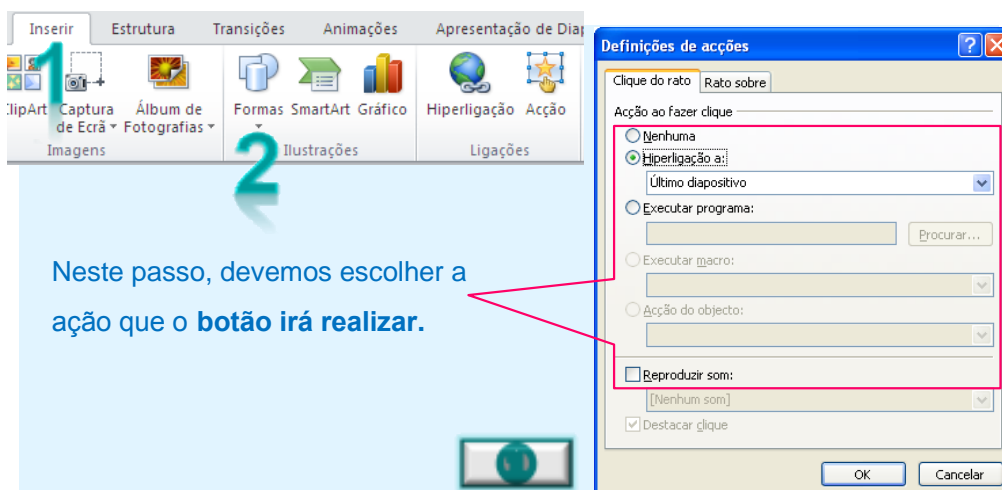 Inserir Estrutura Transições Animações Apresentação de Diap
1
lipArt Captura de Ecrã Álbum de Fotografias Formas SmartArt Gráfico Hiperligação Acção
Imagens Ilustrações Ligações
2
Neste passo, devemos escolher a
ação que o botão irá realizar.
Definições de acções
Clique do rato Rato sobre
Acção ao fazer clique
Nenhuma
Hiperligação a:
Último diapositivo
Executar programa:
Procurar...
Executar macro:
Acção do objecto:
Reproduzir som:
[Nenhum som]
Destacar clique
OK Cancelar